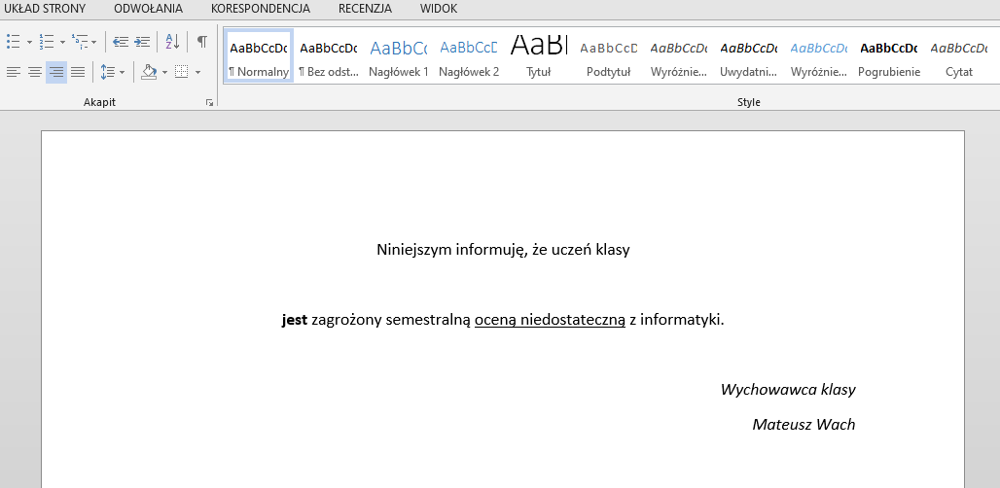 UKŁAD STRONY ODWOŁANIA KORESPONDENCJA RECENZJA WIDOK
AaBbCcDc AaBbCcDc AaBbCc AaBbCcD AaBl AaBbCcD AaBbCcDc AaBbCcDc AaBbCcDc AaBbCcDc AaBbCcDc
¶ Normalny ¶ Bez odst... Nagłówek 1 Nagłówek 2 Tytuł Podtytuł Wyróżnie... Uwydatni... Wyróżnie... Pogrubienie Cytat
Akapit Style
Niniejszym informuję, że uczeń klasy
jest zagrożony semestralną oceną niedostateczną z informatyki.
Wychowawca klasy
Mateusz Wach